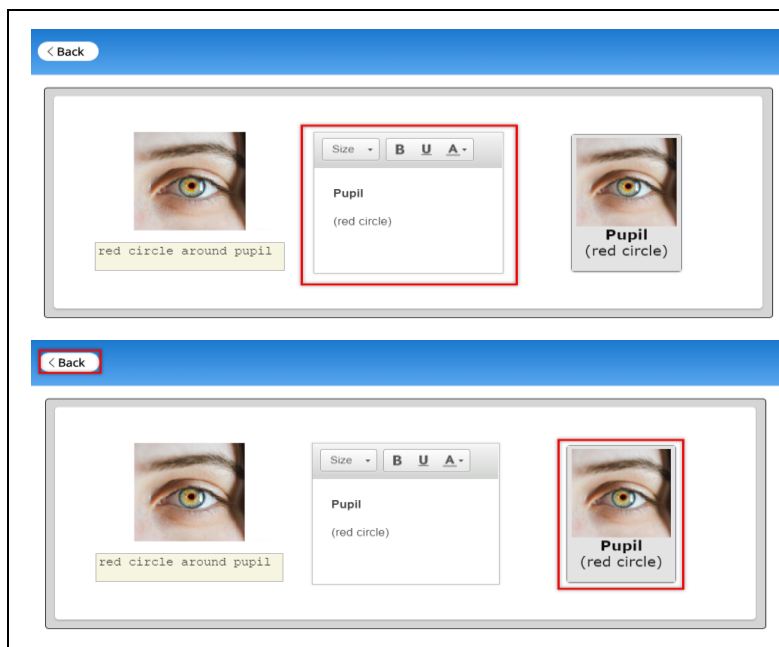 < Back
Size B U A
Pupil
(red circle)
red circle around pupil
Pupil
(red circle)
< Back
Size B U A
Pupil
(red circle)
red circle around pupil
Pupil
(red circle)